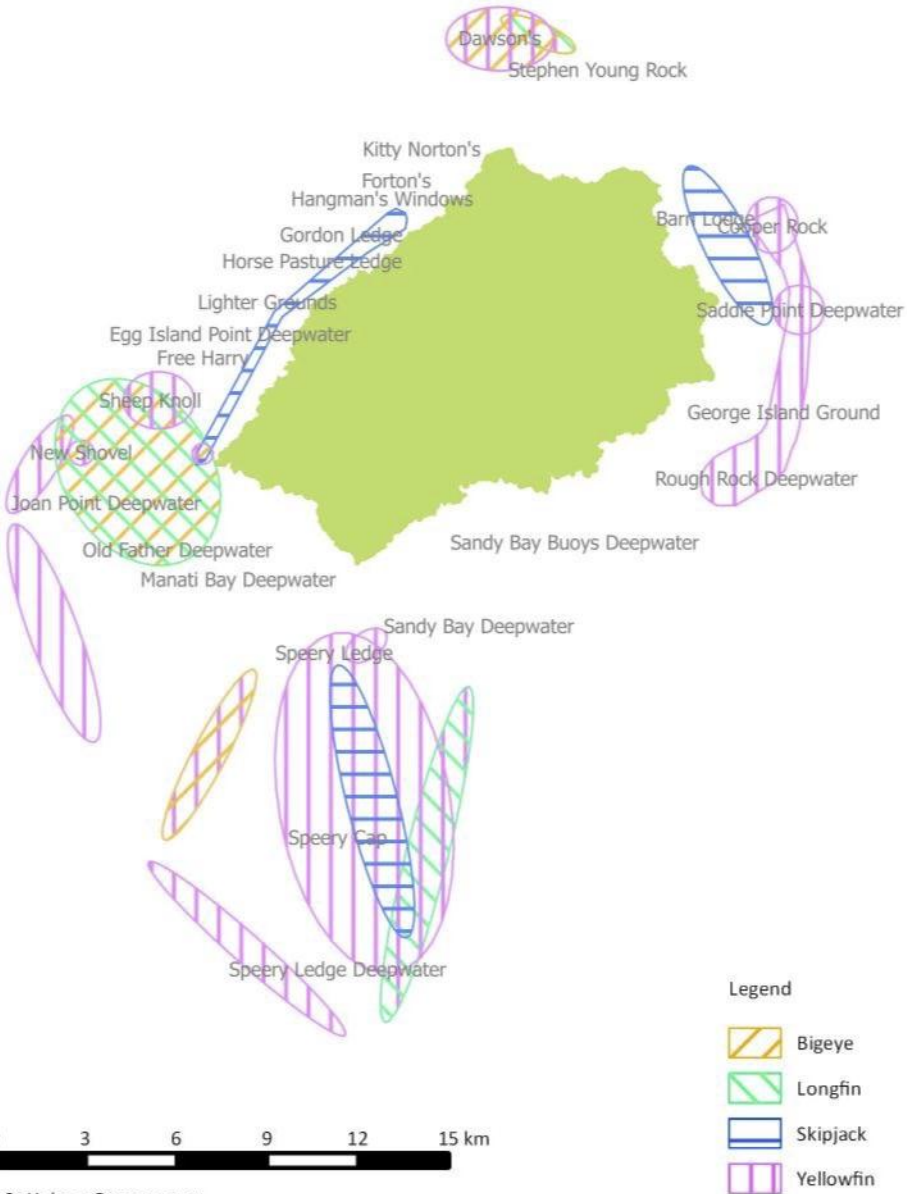 Dawson's
Stephen Young Rock
Kitty Norton's
Forton's
Hangman's Windows
Barn Ledge
Cooper Rock
Gordon Ledge
Horse Pasture Ledge
Lighter Grounds
Saddle Point Deepwater
Egg Island Point Deepwater
Free Harry
Sheep Knoll
George Island Ground
New Shovel
Rough Rock Deepwater
Joan Point Deepwater
Old Father Deepwater
Sandy Bay Buoys Deepwater
Manati Bay Deepwater
Sandy Bay Deepwater
Speery Ledge
Speery Cap
Speery Ledge Deepwater
Legend
Bigeye
Longfin
Skipjack
Yellowfin
3 6 9 12 15 km